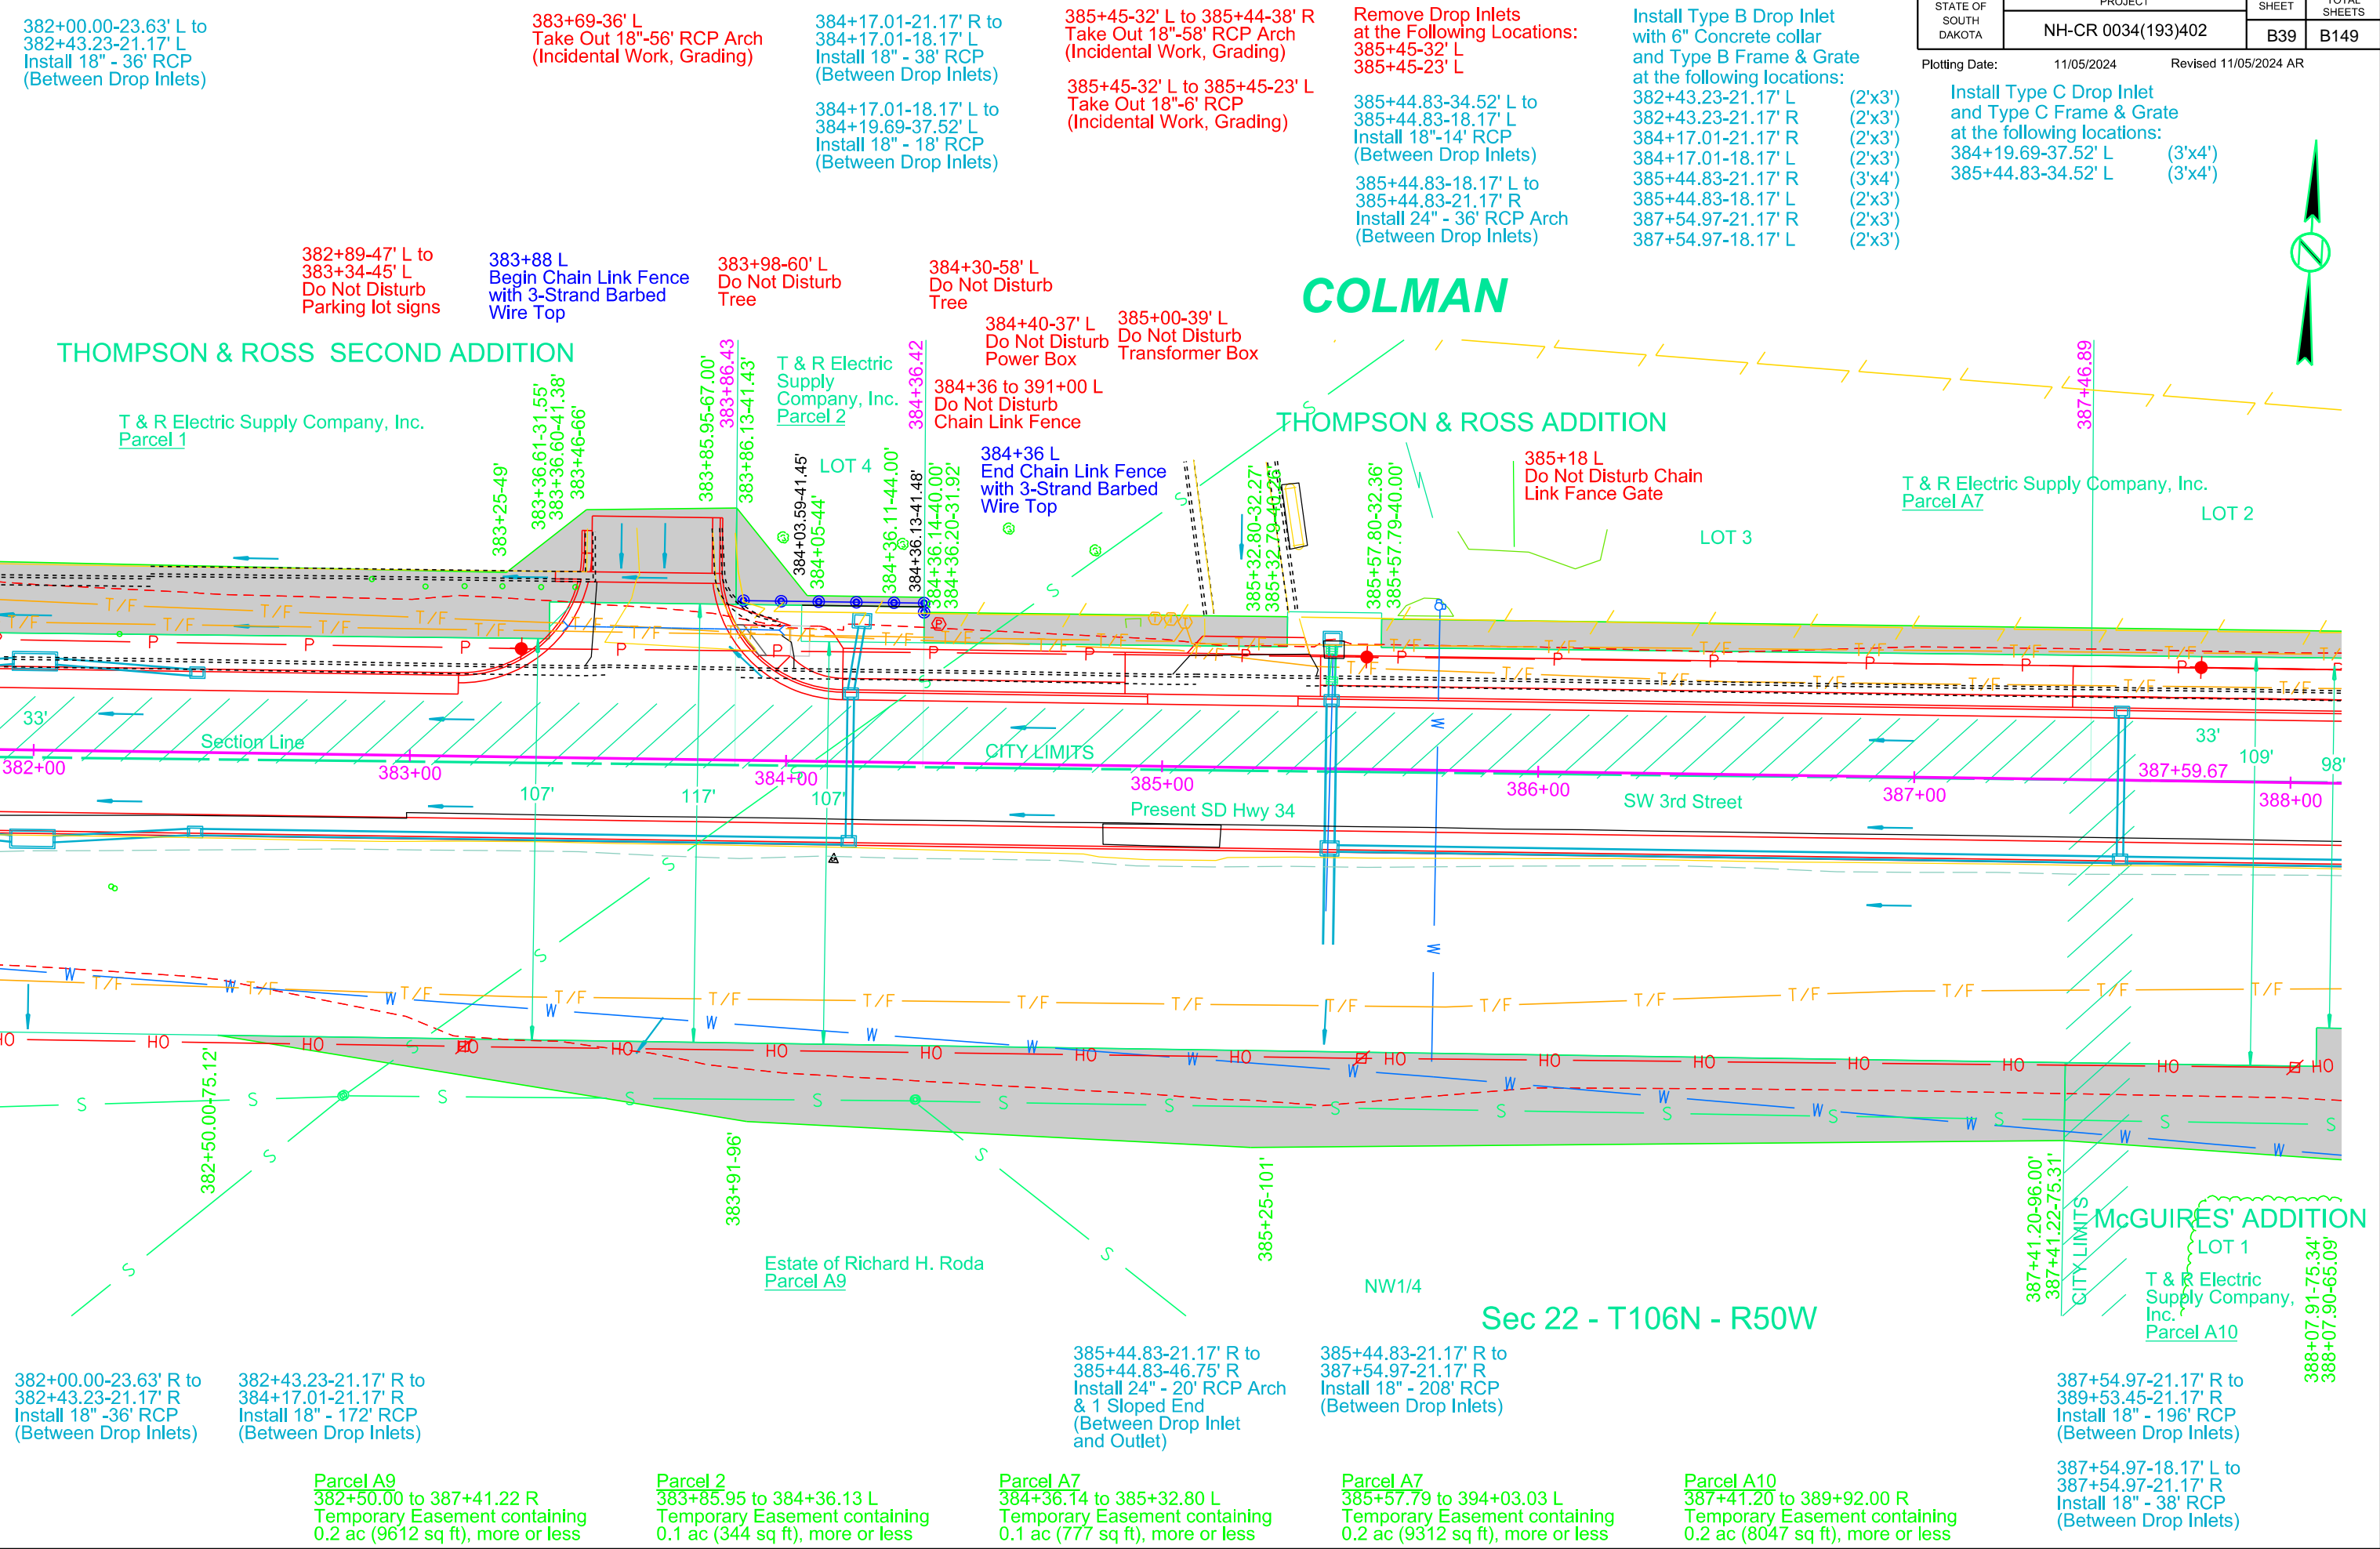 STATE OF
SOUTH
DAKOTA
PROJECT
NH-CR 0034(193)402
SHEET
B39
TOTAL
SHEETS
B149
Plotting Date:
11/05/2024
Revised 11/05/2024 AR
382+00.00-23.63' L to
382+43.23-21.17' L
Install 18" - 36' RCP
(Between Drop Inlets)
383+69-36' L
Take Out 18"-56' RCP Arch
(Incidental Work, Grading)
384+17.01-21.17' R to
384+17.01-18.17' L
Install 18" - 38' RCP
(Between Drop Inlets)
384+17.01-18.17' L to
384+19.69-37.52' L
Install 18" - 18' RCP
(Between Drop Inlets)
385+45-32' L to 385+44-38' R
Take Out 18"-58' RCP Arch
(Incidental Work, Grading)
385+45-32' L to 385+45-23' L
Take Out 18"-6' RCP
(Incidental Work, Grading)
Remove Drop Inlets
at the Following Locations:
385+45-32' L
385+45-23' L
385+44.83-34.52' L to
385+44.83-18.17' L
Install 18"-14' RCP
(Between Drop Inlets)
385+44.83-18.17' L to
385+44.83-21.17' R
Install 24" - 36' RCP Arch
(Between Drop Inlets)
Install Type B Drop Inlet
with 6" Concrete collar
and Type B Frame & Grate
at the following locations:
382+43.23-21.17' L (2'x3')
382+43.23-21.17' R (2'x3')
384+17.01-21.17' R (2'x3')
384+17.01-18.17' L (2'x3')
385+44.83-21.17' R (3'x4')
385+44.83-18.17' L (2'x3')
387+54.97-21.17' R (2'x3')
387+54.97-18.17' L (2'x3')
Install Type C Drop Inlet
and Type C Frame & Grate
at the following locations:
384+19.69-37.52' L (3'x4')
385+44.83-34.52' L (3'x4')
N
382+89-47' L to
383+34-45' L
Do Not Disturb
Parking lot signs
383+88 L
Begin Chain Link Fence
with 3-Strand Barbed
Wire Top
383+98-60' L
Do Not Disturb
Tree
384+30-58' L
Do Not Disturb
Tree
384+40-37' L
Do Not Disturb
Power Box
385+00-39' L
Do Not Disturb
Transformer Box
COLMAN
THOMPSON & ROSS SECOND ADDITION
T & R Electric Supply Company, Inc.
Parcel 1
T & R Electric
Supply
Company, Inc.
Parcel 2
LOT 4
384+36 to 391+00 L
Do Not Disturb
Chain Link Fence
384+36 L
End Chain Link Fence
with 3-Strand Barbed
Wire Top
THOMPSON & ROSS ADDITION
385+18 L
Do Not Disturb Chain
Link Fance Gate
LOT 3
T & R Electric Supply Company, Inc.
Parcel A7
LOT 2
383+25-49'
383+36.61-31.55'
383+36.60-41.38'
383+46-66'
383+85.95-67.00'
383+86.43
383+86.13-41.43'
384+03.59-41.45'
384+05-44'
384+36.11-44.00'
384+36.13-41.48'
384+36.42
384+36.14-40.00'
384+36.20-31.92'
385+32.80-32.27'
385+57.80-32.36'
385+57.79-40.00'
387+46.89
33'
Section Line
CITY LIMITS
33'
109'
98'
382+00
383+00
384+00
385+00
386+00
387+00
387+59.67
388+00
107'
117'
107'
Present SD Hwy 34
SW 3rd Street
382+50.00-75.12'
383+91-96'
385+25-101'
387+41.20-96.00'
387+41.22-75.31'
CITY LIMITS
388+07.91-75.34'
388+07.90-65.09'
McGUIRES' ADDITION
LOT 1
T & R Electric
Supply Company,
Inc.
Parcel A10
Estate of Richard H. Roda
Parcel A9
NW1/4
Sec 22 - T106N - R50W
382+00.00-23.63' R to
382+43.23-21.17' R
Install 18" -36' RCP
(Between Drop Inlets)
382+43.23-21.17' R to
384+17.01-21.17' R
Install 18" - 172' RCP
(Between Drop Inlets)
385+44.83-21.17' R to
385+44.83-46.75' R
Install 24" - 20' RCP Arch
& 1 Sloped End
(Between Drop Inlet
and Outlet)
385+44.83-21.17' R to
387+54.97-21.17' R
Install 18" - 208' RCP
(Between Drop Inlets)
387+54.97-21.17' R to
389+53.45-21.17' R
Install 18" - 196' RCP
(Between Drop Inlets)
387+54.97-18.17' L to
387+54.97-21.17' R
Install 18" - 38' RCP
(Between Drop Inlets)
Parcel A9
382+50.00 to 387+41.22 R
Temporary Easement containing
0.2 ac (9612 sq ft), more or less
Parcel 2
383+85.95 to 384+36.13 L
Temporary Easement containing
0.1 ac (344 sq ft), more or less
Parcel A7
384+36.14 to 385+32.80 L
Temporary Easement containing
0.1 ac (777 sq ft), more or less
Parcel A7
385+57.79 to 394+03.03 L
Temporary Easement containing
0.2 ac (9312 sq ft), more or less
Parcel A10
387+41.20 to 389+92.00 R
Temporary Easement containing
0.2 ac (8047 sq ft), more or less